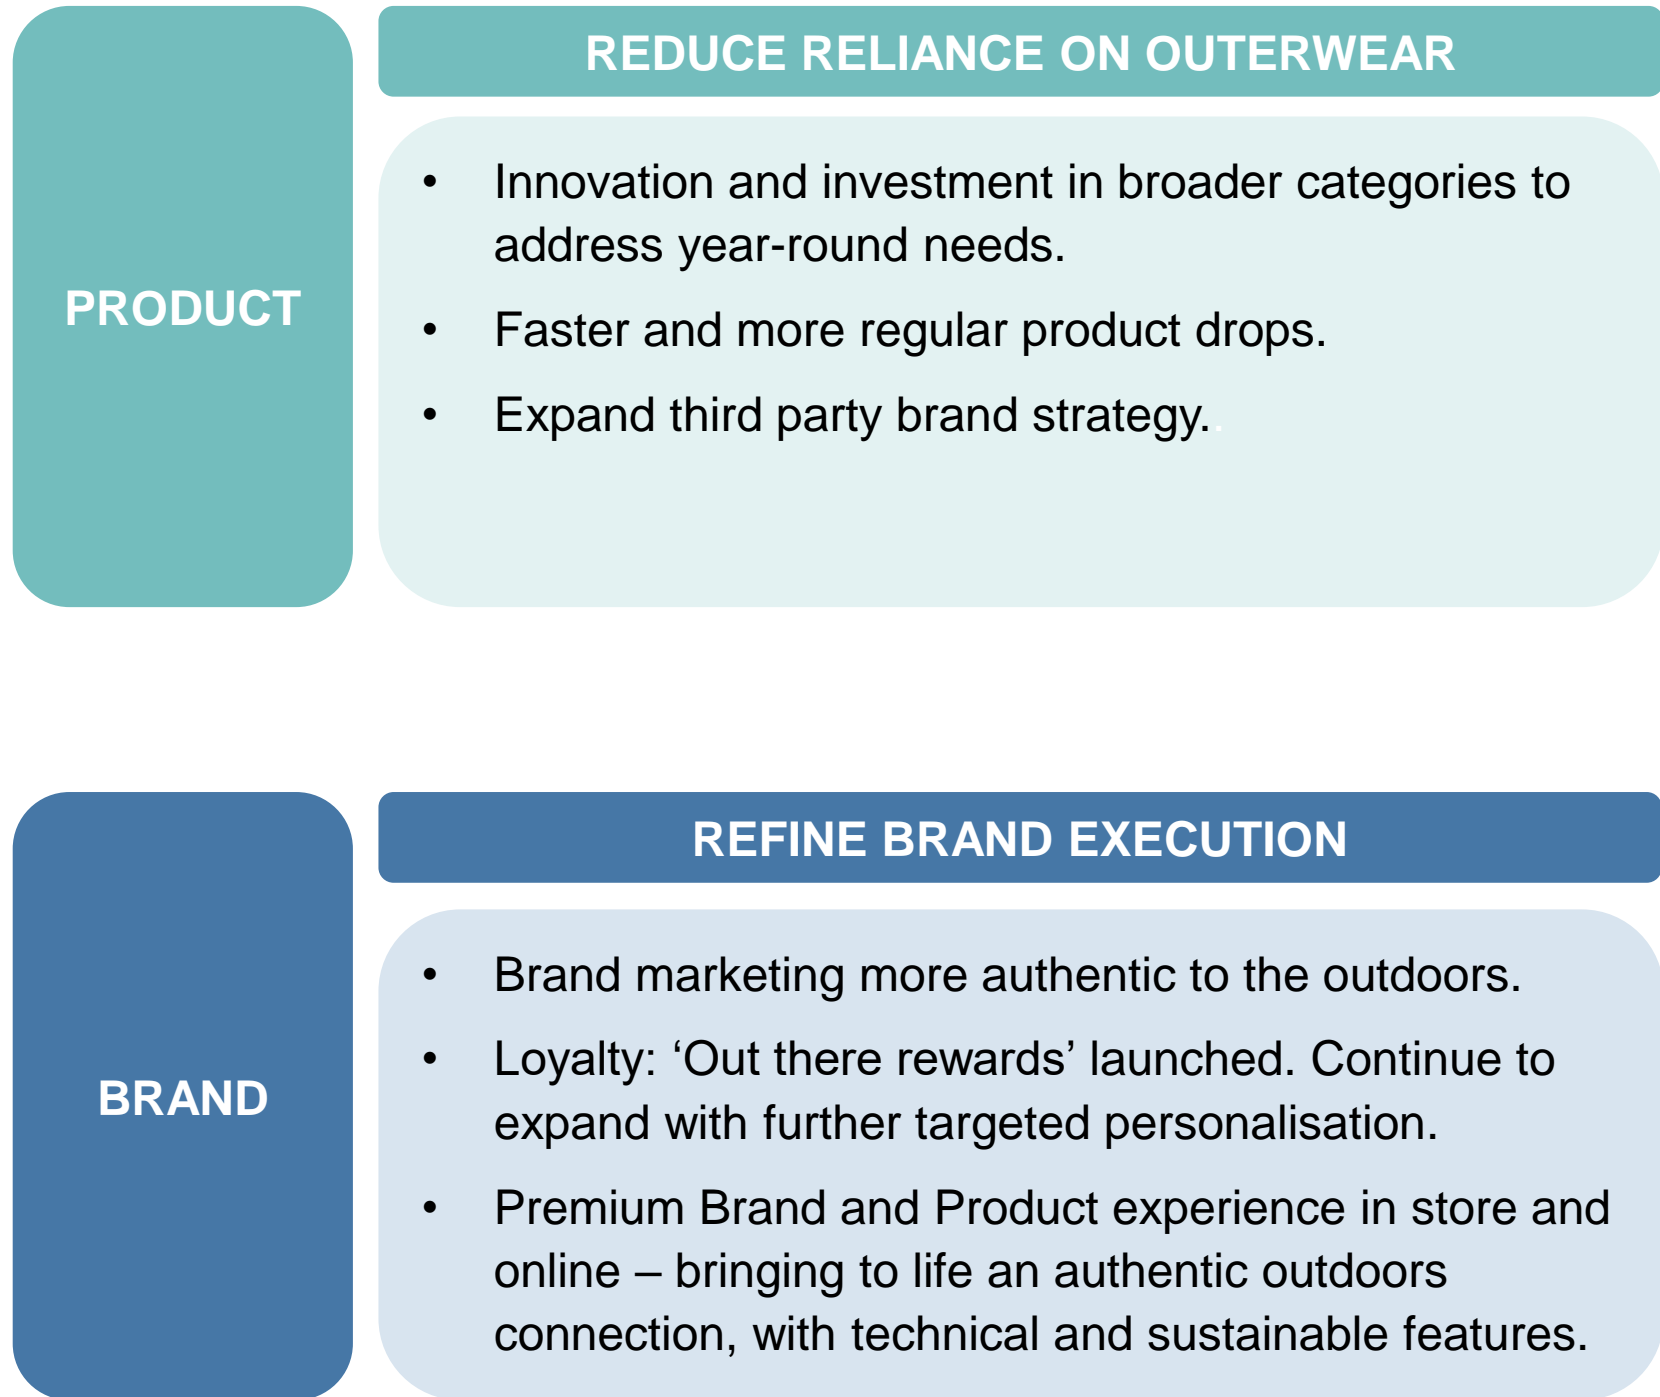 PRODUCT
REDUCE RELIANCE ON OUTERWEAR
• Innovation and investment in broader categories to
address year-round needs.
• Faster and more regular product drops.
• Expand third party brand strategy..
BRAND
REFINE BRAND EXECUTION
• Brand marketing more authentic to the outdoors.
• Loyalty: ‘Out there rewards’ launched. Continue to
expand with further targeted personalisation.
• Premium Brand and Product experience in store and
online – bringing to life an authentic outdoors
connection, with technical and sustainable features.